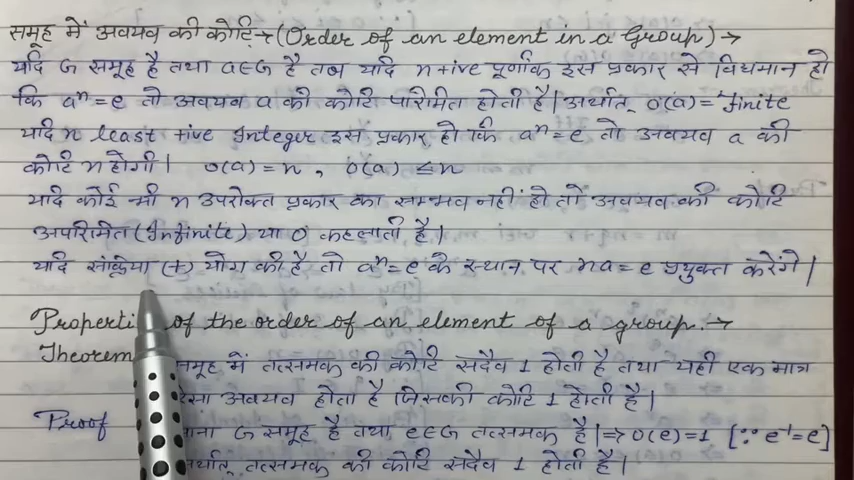 समूह में अवयव की कोटि → (Order of an element in a Group) →
यदि G समूह है तथा a∈G है तब यदि n +ive पूर्णांक इस प्रकार से विद्यमान हो
कि aⁿ = e तो अवयव a की कोटि परिमित होती है। अर्थात् o(a) = finite
यदि n least +ive Integer इस प्रकार हो कि aⁿ = e तो अवयव a की
कोटि n होगी। o(a) = n, o(a) ≤ n
यदि कोई भी n उपरोक्त प्रकार का सम्भव नहीं हो तो अवयव की कोटि
अपरिमित (Infinite) या 0 कहलाती है।
यदि संक्रिया (+) योग की है तो aⁿ = e के स्थान पर na = e प्रयुक्त करेंगे।
Properti of the order of an element of a group. →
Theorem समूह में तत्समक की कोटि सदैव 1 होती है तथा यही एक मात्र
ऐसा अवयव होता है जिसकी कोटि 1 होती है।
Proof माना G समूह है तथा e∈G तत्समक है। ⇒ o(e) = 1 [∵ e¹ = e]
अर्थात् तत्समक की कोटि सदैव 1 होती है।